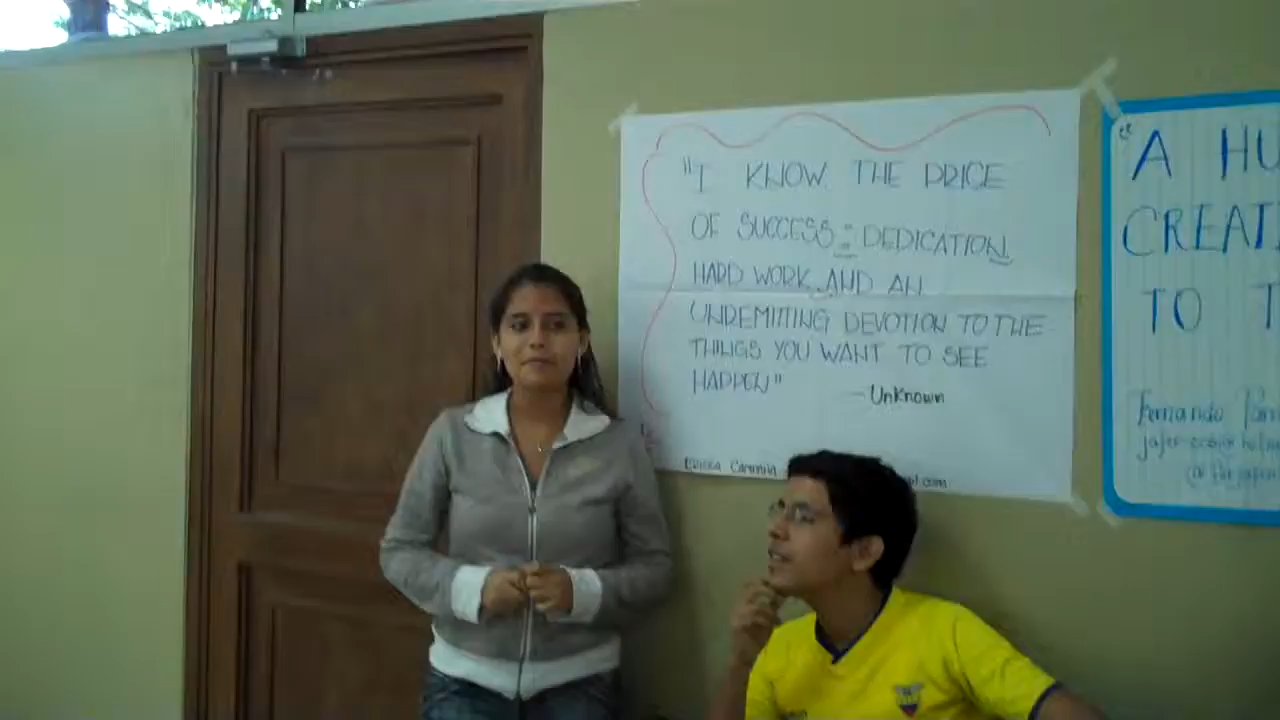 "I KNOW THE PRICE
OF SUCCESS: DEDICATION,
HARD WORK, AND AN
UNREMITTING DEVOTION TO THE
THINGS YOU WANT TO SEE
HAPPEN"
— Unknown
"A HU
CREATI
TO T
Fernando